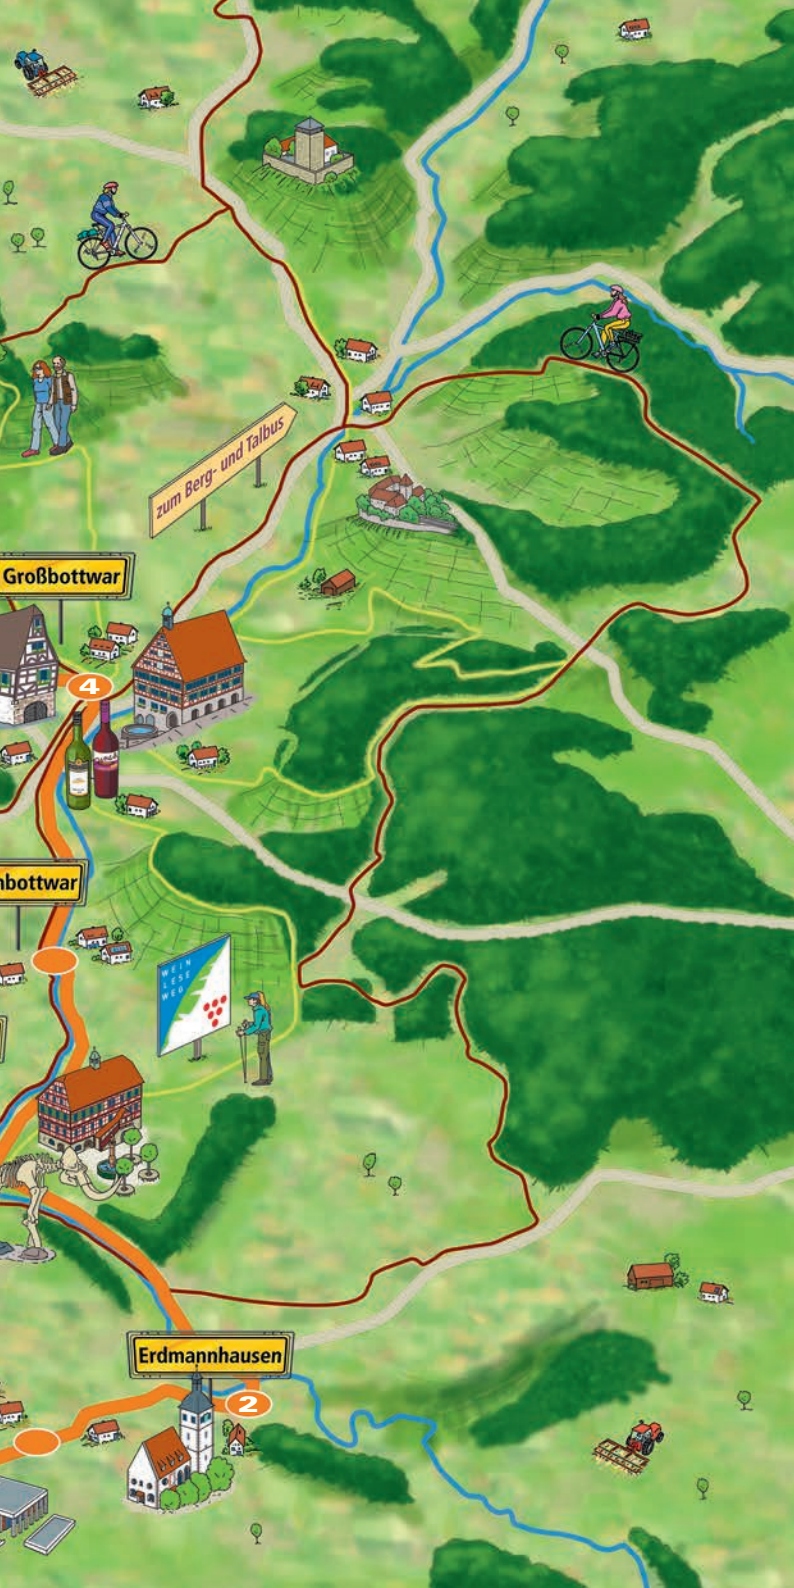 zum Berg- und Talbus
Großbottwar
4
nbottwar
WEIN
LESE
WEG
Erdmannhausen
2